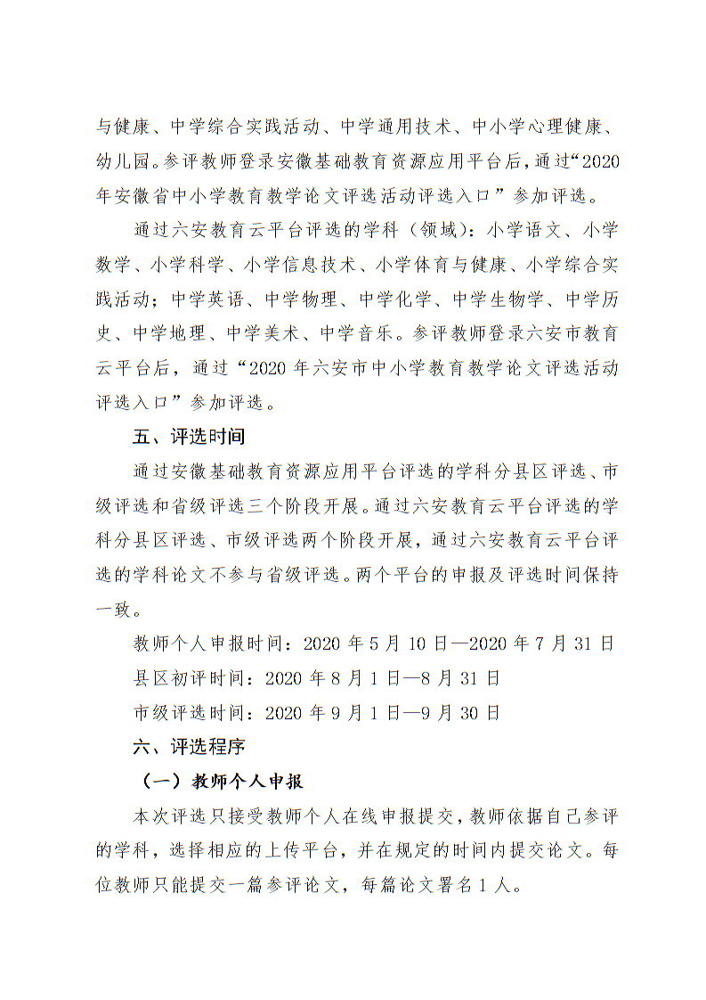 与健康、中学综合实践活动、中学通用技术、中小学心理健康、
幼儿园。参评教师登录安徽基础教育资源应用平台后，通过“2020
年安徽省中小学教育教学论文评选活动评选入口”参加评选。
通过六安教育云平台评选的学科（领域）：小学语文、小学
数学、小学科学、小学信息技术、小学体育与健康、小学综合实
践活动；中学英语、中学物理、中学化学、中学生物学、中学历
史、中学地理、中学美术、中学音乐。参评教师登录六安市教育
云平台后，通过“2020 年六安市中小学教育教学论文评选活动
评选入口”参加评选。
五、评选时间
通过安徽基础教育资源应用平台评选的学科分县区评选、市
级评选和省级评选三个阶段开展。通过六安教育云平台评选的学
科分县区评选、市级评选两个阶段开展，通过六安教育云平台评
选的学科论文不参与省级评选。两个平台的申报及评选时间保持
一致。
教师个人申报时间：2020 年 5 月 10 日—2020 年 7 月 31 日
县区初评时间：2020 年 8 月 1 日—8 月 31 日
市级评选时间：2020 年 9 月 1 日—9 月 30 日
六、评选程序
（一）教师个人申报
本次评选只接受教师个人在线申报提交，教师依据自己参评
的学科，选择相应的上传平台，并在规定的时间内提交论文。每
位教师只能提交一篇参评论文，每篇论文署名 1 人。